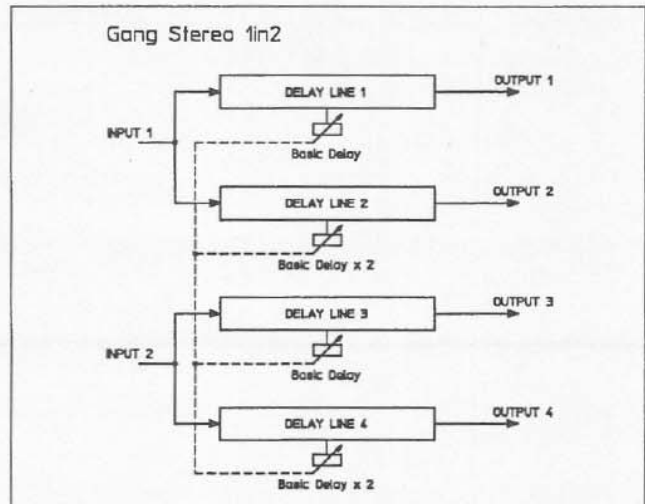 Gang Stereo 1in2
DELAY LINE 1
OUTPUT 1
INPUT 1
Basic Delay
DELAY LINE 2
OUTPUT 2
Basic Delay x 2
DELAY LINE 3
OUTPUT 3
INPUT 2
Basic Delay
DELAY LINE 4
OUTPUT 4
Basic Delay x 2